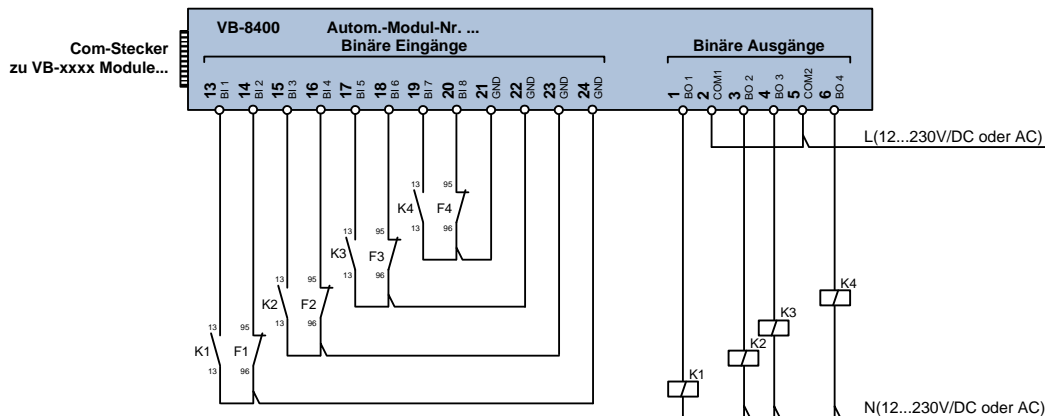 VB-8400 Autom.-Modul-Nr. ...
Com-Stecker
zu VB-xxxx Module...
Binäre Eingänge
Binäre Ausgänge
13 BI 1
14 BI 2
15 BI 3
16 BI 4
17 BI 5
18 BI 6
19 BI 7
20 BI 8
21 GND
22 GND
23 GND
24 GND
1 BO 1
2 COM1
3 BO 2
4 BO 3
5 COM2
6 BO 4
L(12...230V/DC oder AC)
13 95
K4 F4
13 96
13 95
K3 F3
13 96
13 95
K2 F2
13 96
13 95
K1 F1
13 96
K4
K3
K2
K1
N(12...230V/DC oder AC)